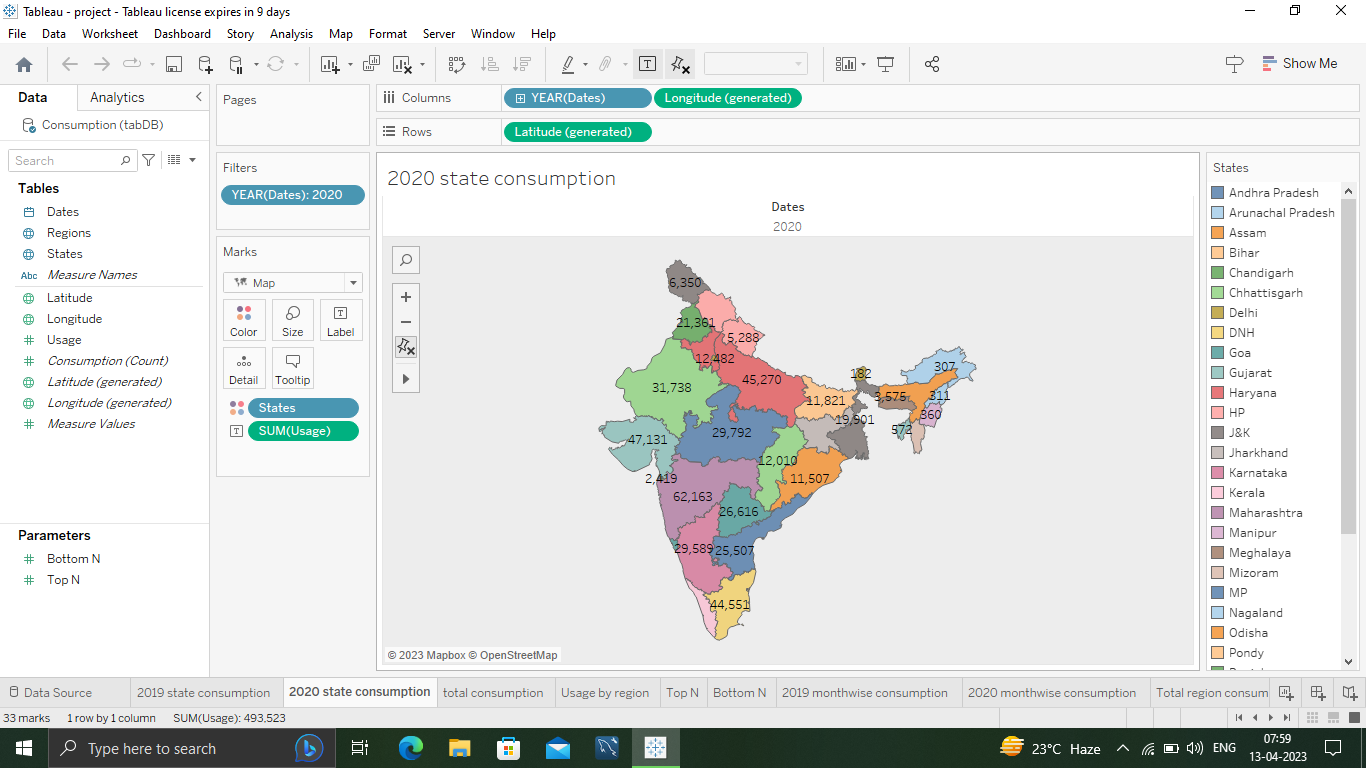 Tableau - project - Tableau license expires in 9 days
File Data Worksheet Dashboard Story Analysis Map Format Server Window Help
Show Me
Data Analytics
Consumption (tabDB)
Search
Tables
Dates
Regions
States
Abc Measure Names
Latitude
Longitude
Usage
Consumption (Count)
Latitude (generated)
Longitude (generated)
Measure Values
Parameters
Bottom N
Top N
Pages
Filters
YEAR(Dates): 2020
Marks
Map
Color Size Label
Detail Tooltip
States
SUM(Usage)
Columns YEAR(Dates) Longitude (generated)
Rows Latitude (generated)
2020 state consumption
Dates
2020
6,350
21,361
5,288
12,482
45,270
31,738
182
307
3,575
311
11,821
360
19,901
572
29,792
47,131
12,010
2,419
11,507
62,163
26,616
29,589
25,507
44,551
© 2023 Mapbox © OpenStreetMap
States
Andhra Pradesh
Arunachal Pradesh
Assam
Bihar
Chandigarh
Chhattisgarh
Delhi
DNH
Goa
Gujarat
Haryana
HP
J&K
Jharkhand
Karnataka
Kerala
Maharashtra
Manipur
Meghalaya
Mizoram
MP
Nagaland
Odisha
Pondy
Data Source 2019 state consumption 2020 state consumption total consumption Usage by region Top N Bottom N 2019 monthwise consumption 2020 monthwise consumption Total region consum
33 marks 1 row by 1 column SUM(Usage): 493,523
Type here to search
23°C Haze ENG 07:59
13-04-2023